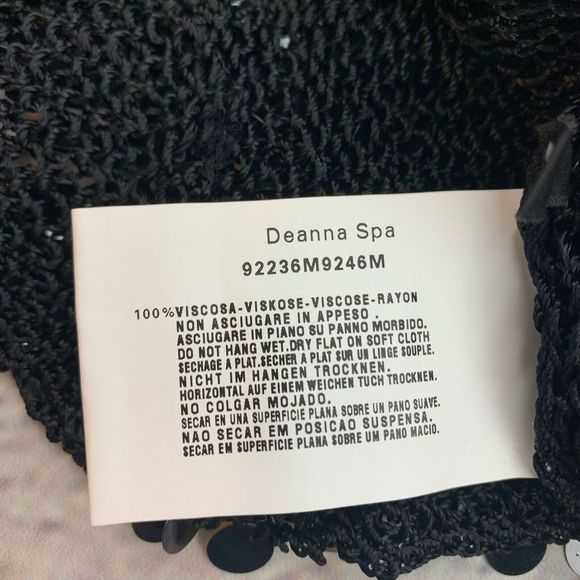 Deanna Spa
92236M9246M
100%VISCOSA-VISKOSE-VISCOSE-RAYON
NON ASCIUGARE IN APPESO .
ASCIUGARE IN PIANO SU PANNO MORBIDO.
DO NOT HANG WET.DRY FLAT ON SOFT CLOTH
SECHAGE A PLAT.SECHER A PLAT SUR UN LINGE SOUPLE.
NICHT IM HANGEN TROCKNEN.
HORIZONTAL AUF EINEM WEICHEN TUCH TROCKNEN.
NO COLGAR MOJADO.
SECAR EN UNA SUPERFICIE PLANA SOBRE UN PANO SUAVE.
NAO SECAR EM POSICAO SUSPENSA.
SECAR EM SUPERFICIE PLANA SOBRE UM PANO MACIO.